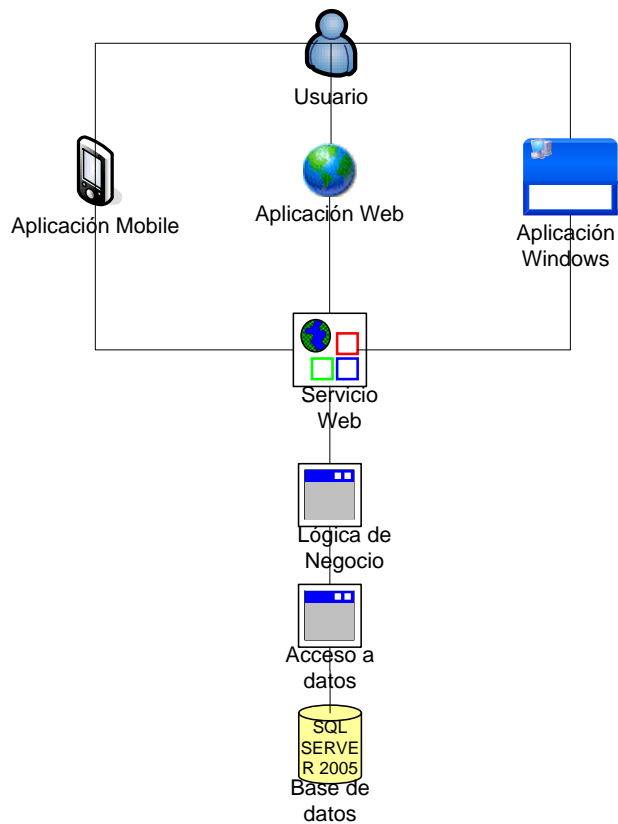 Usuario
Aplicación Mobile
Aplicación Web
Aplicación
Windows
Servicio
Web
Lógica de
Negocio
Acceso a
datos
SQL
SERVE
R 2005
Base de
datos